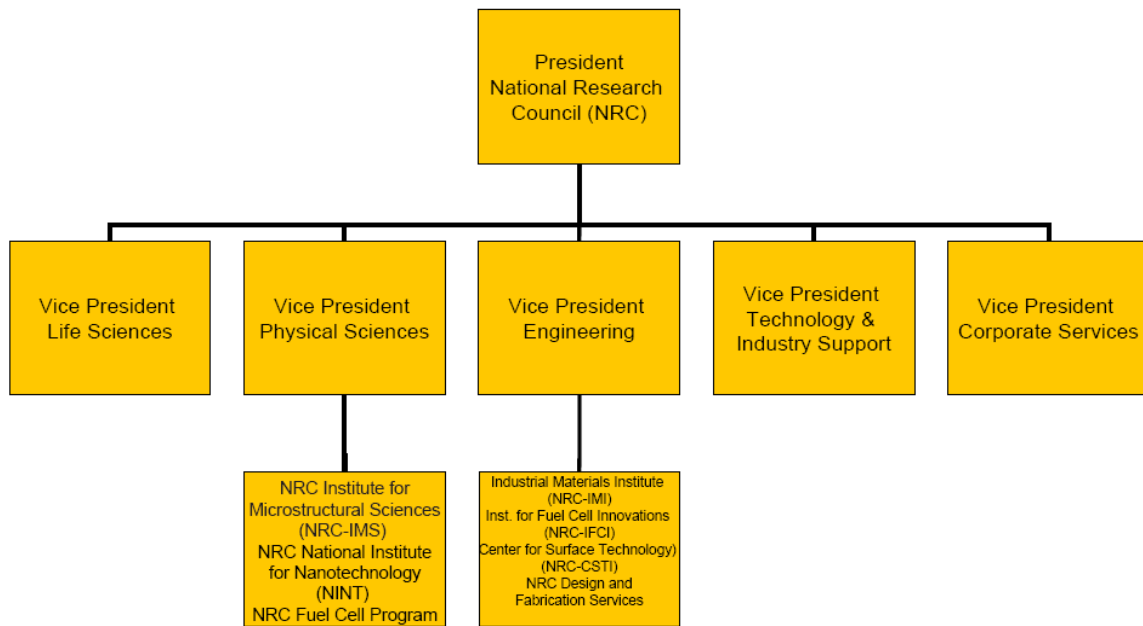 President
National Research
Council (NRC)
Vice President
Life Sciences
Vice President
Physical Sciences
Vice President
Engineering
Vice President
Technology &
Industry Support
Vice President
Corporate Services
NRC Institute for
Microstructural Sciences
(NRC-IMS)
NRC National Institute
for Nanotechnology
(NINT)
NRC Fuel Cell Program
Industrial Materials Institute
(NRC-IMI)
Inst. for Fuel Cell Innovations
(NRC-IFCI)
Center for Surface Technology)
(NRC-CSTI)
NRC Design and
Fabrication Services